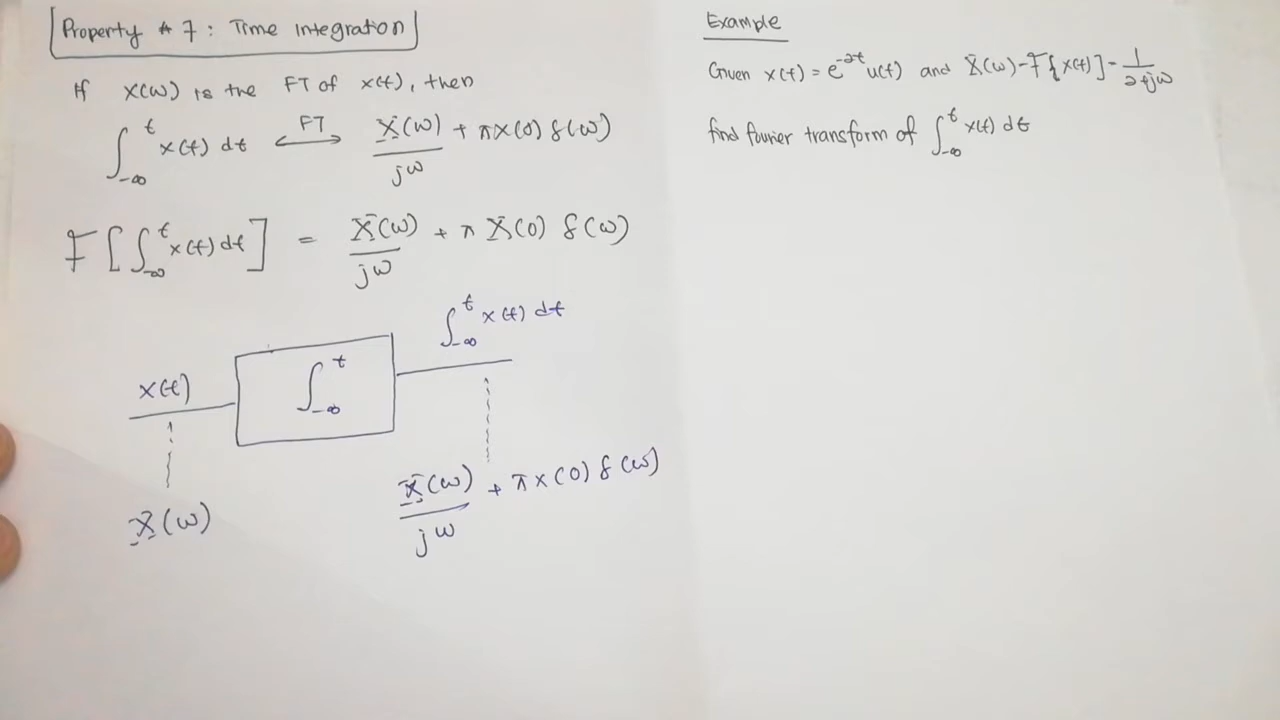 Property # 7 : Time Integration
If X(ω) is the FT of x(t), then
∫_{-∞}^{t} x(t) dt ⟷ FT X(ω)/jω + πX(0) δ(ω)
F[∫_{-∞}^{t} x(t) dt] = X(ω)/jω + π X(0) δ(ω)
∫_{-∞}^{t} x(t) dt
x(t)
∫_{-∞}^{t}
X(ω)
X(ω)/jω + πX(0) δ(ω)
Example
Given x(t) = e^{-2t} u(t) and X(ω) = F{x(t)] = 1/2+jω
find fourier transform of ∫_{-∞}^{t} x(t) dt